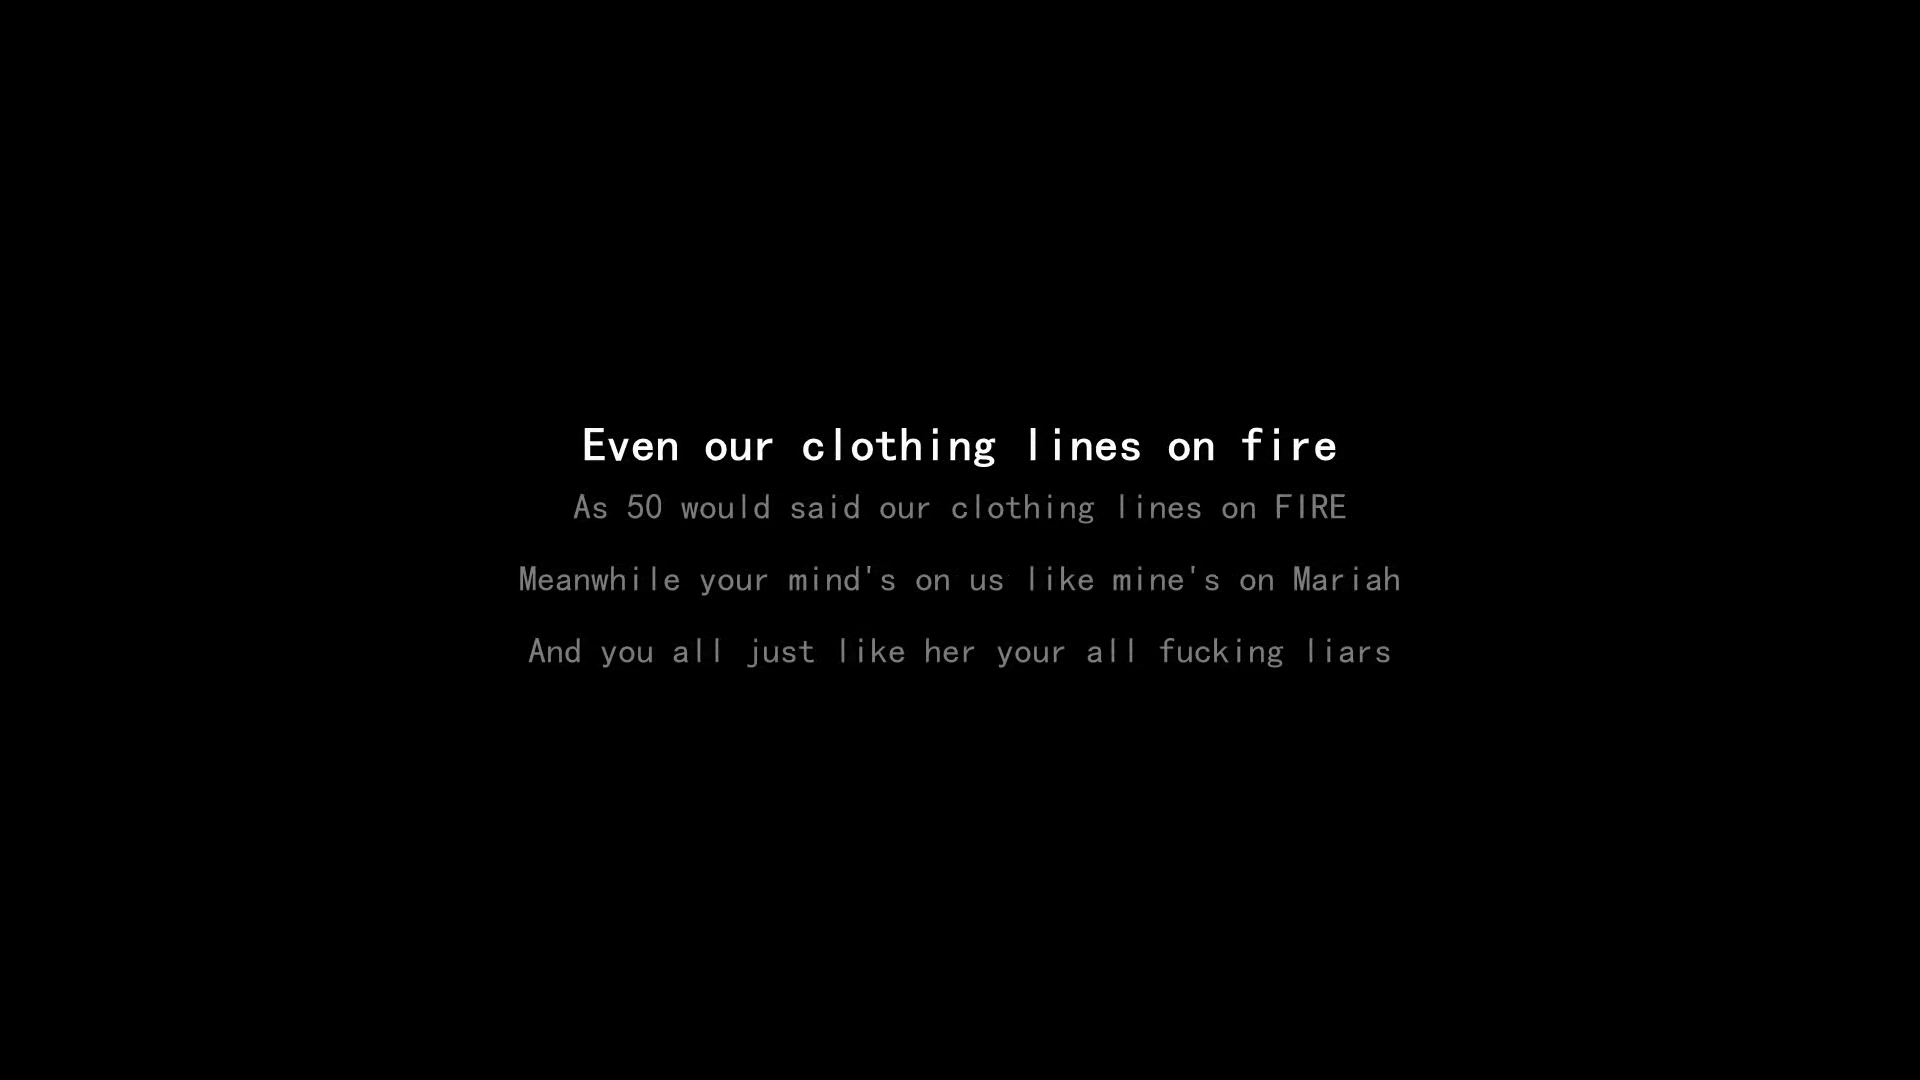 Even our clothing lines on fire
As 50 would said our clothing lines on FIRE
Meanwhile your mind's on us like mine's on Mariah
And you all just like her your all fucking liars